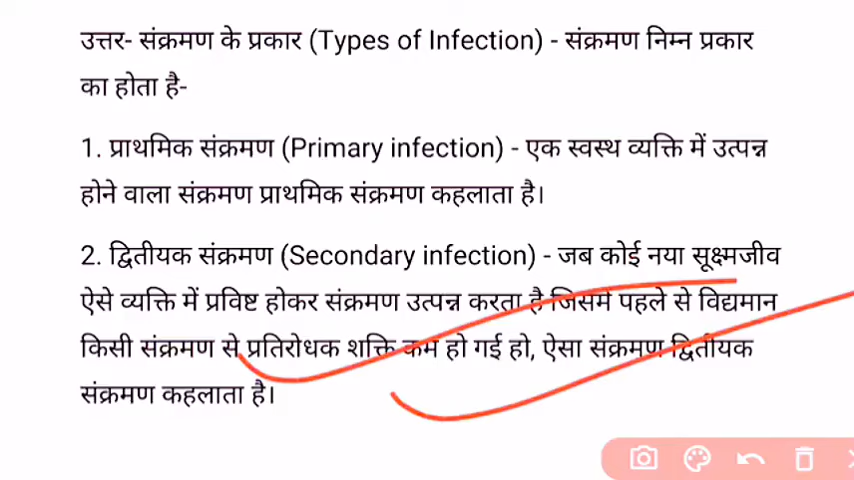 उत्तर- संक्रमण के प्रकार (Types of Infection) - संक्रमण निम्न प्रकार
का होता है-
1. प्राथमिक संक्रमण (Primary infection) - एक स्वस्थ व्यक्ति में उत्पन्न
होने वाला संक्रमण प्राथमिक संक्रमण कहलाता है।
2. द्वितीयक संक्रमण (Secondary infection) - जब कोई नया सूक्ष्मजीव
ऐसे व्यक्ति में प्रविष्ट होकर संक्रमण उत्पन्न करता है जिसमें पहले से विद्यमान
किसी संक्रमण से प्रतिरोधक शक्ति कम हो गई हो, ऐसा संक्रमण द्वितीयक
संक्रमण कहलाता है।